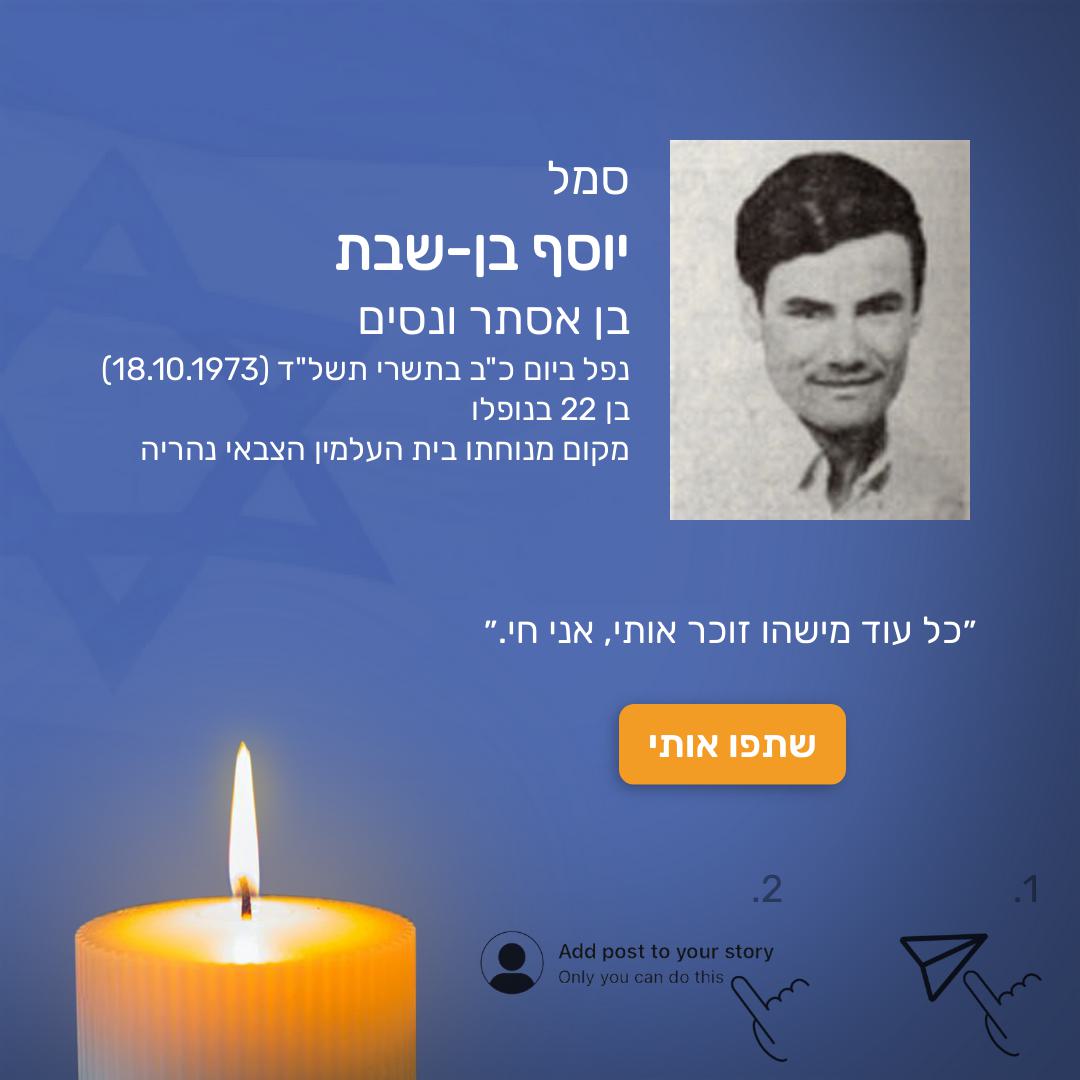 סמל
יוסף בן-שבת
בן אסתר ונסים
נפל ביום כ"ב בתשרי תשל"ד (18.10.1973)
בן 22 בנופלו
מקום מנוחתו בית העלמין הצבאי נהריה
״כל עוד מישהו זוכר אותי, אני חי.״
שתפו אותי
1.
2.
Add post to your story
Only you can do this